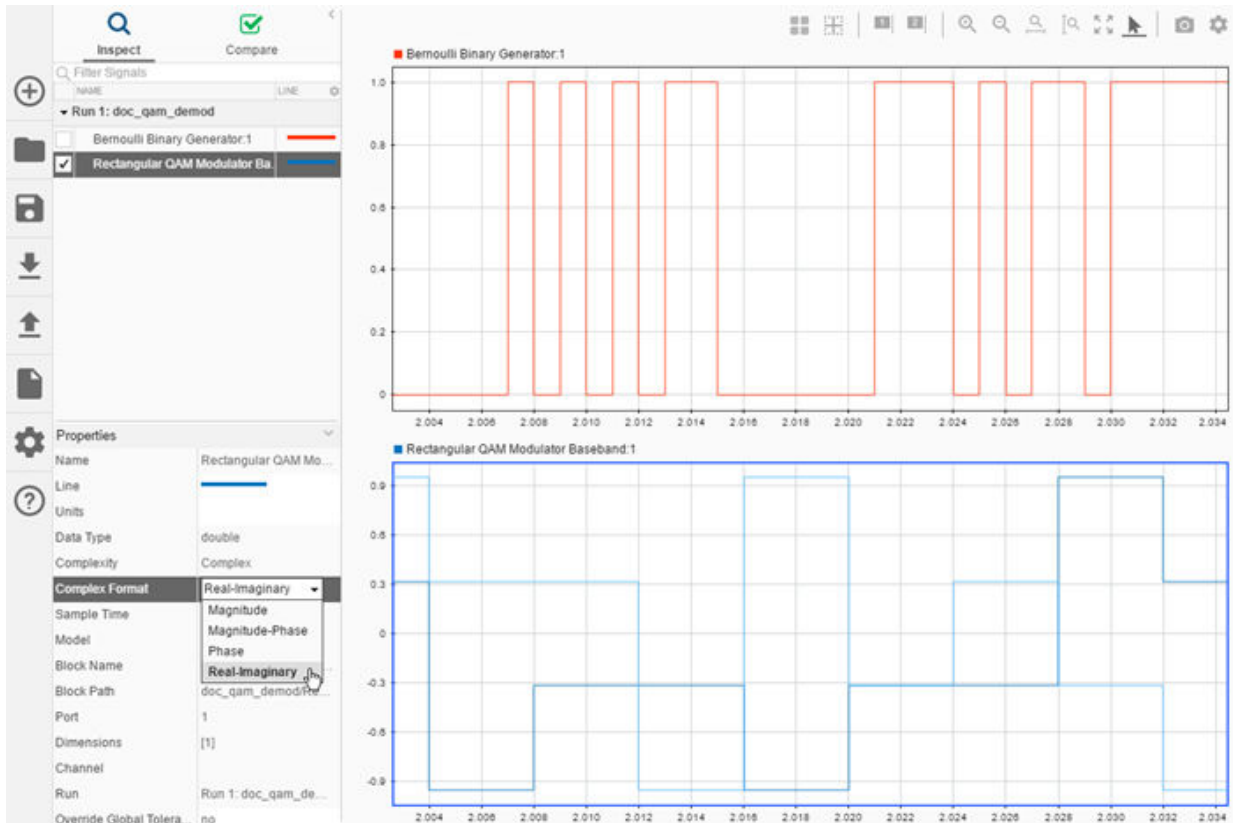 Inspect
Compare
Filter Signals
NAME LINE
Run 1: doc_qam_demod
Bernoulli Binary Generator:1
Rectangular QAM Modulator Ba
Properties
Name Rectangular QAM Mo...
Line
Units
Data Type double
Complexity Complex
Complex Format Real-Imaginary
Sample Time Magnitude
Magnitude-Phase
Model
Phase
Block Name Real-Imaginary
Block Path doc_qam_demod/Re...
Port 1
Dimensions [1]
Channel
Run Run 1: doc_qam_de...
Override Global Tolera... no
1 2
Bernoulli Binary Generator:1
1.0
0.8
0.6
0.4
0.2
0
2.004 2.006 2.008 2.010 2.012 2.014 2.016 2.018 2.020 2.022 2.024 2.026 2.028 2.030 2.032 2.034
Rectangular QAM Modulator Baseband:1
0.9
0.3
0
-0.3
-0.9
2.004 2.006 2.008 2.010 2.012 2.014 2.016 2.018 2.020 2.022 2.024 2.026 2.028 2.030 2.032 2.034